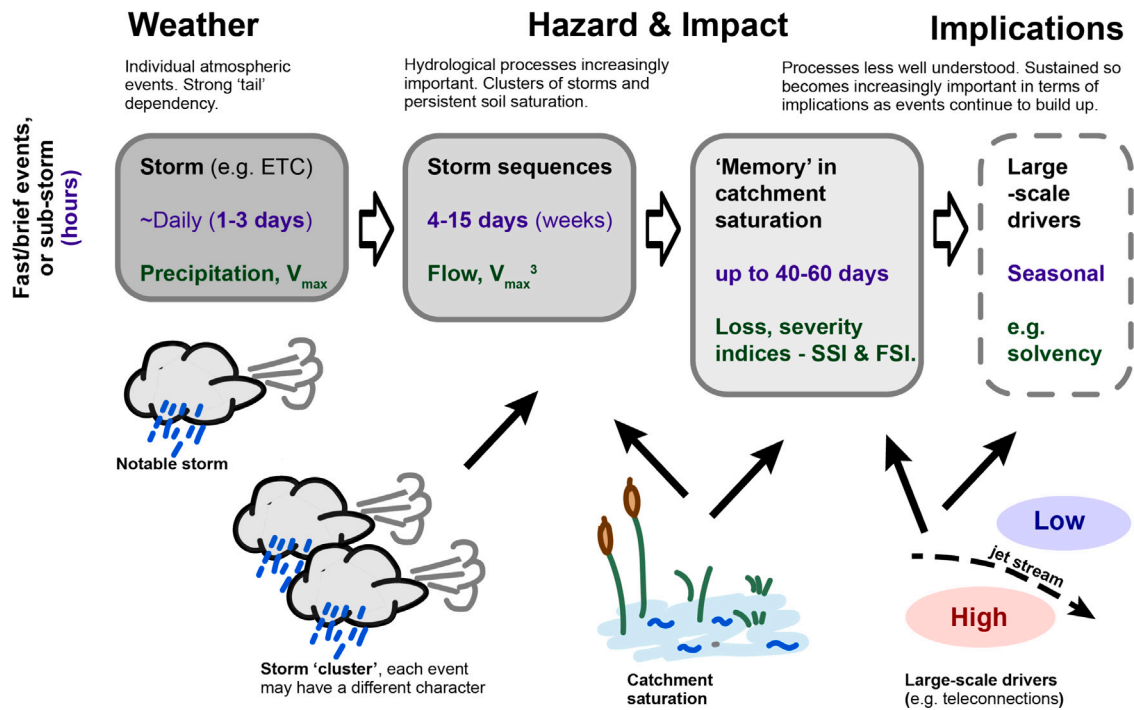 Weather
Hazard & Impact
Implications
Individual atmospheric
events. Strong ‘tail’
dependency.
Hydrological processes increasingly
important. Clusters of storms and
persistent soil saturation.
Processes less well understood. Sustained so
becomes increasingly important in terms of
implications as events continue to build up.
Fast/brief events,
or sub-storm
(hours)
Storm (e.g. ETC)
~Daily (1-3 days)
Precipitation, Vmax
Storm sequences
4-15 days (weeks)
Flow, Vmax³
‘Memory’ in
catchment
saturation
up to 40-60 days
Loss, severity
indices - SSI & FSI.
Large
-scale
drivers
Seasonal
e.g.
solvency
Notable storm
Storm ‘cluster’, each event
may have a different character
Catchment
saturation
Low
jet stream
High
Large-scale drivers
(e.g. teleconnections)